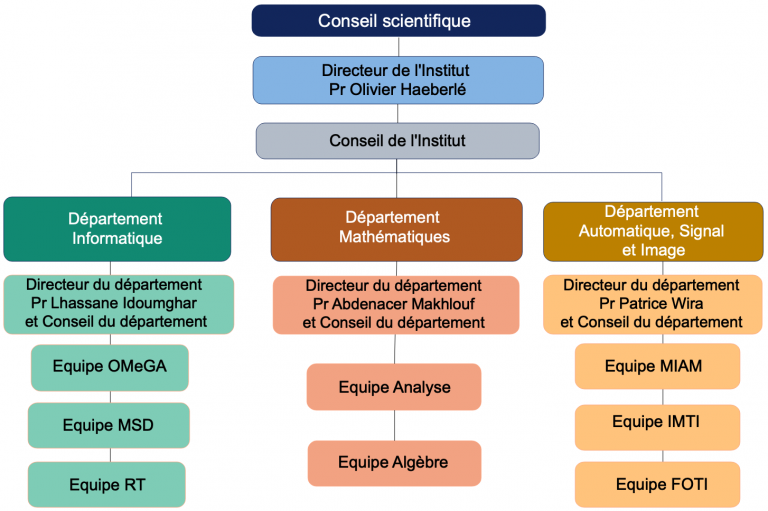 Conseil scientifique
Directeur de l'Institut
Pr Olivier Haeberlé
Conseil de l'Institut
Département
Informatique
Directeur du département
Pr Lhassane Idoumghar
et Conseil du département
Equipe OMeGA
Equipe MSD
Equipe RT
Département
Mathématiques
Directeur du département
Pr Abdenacer Makhlouf
et Conseil du département
Equipe Analyse
Equipe Algèbre
Département
Automatique, Signal
et Image
Directeur du département
Pr Patrice Wira
et Conseil du département
Equipe MIAM
Equipe IMTI
Equipe FOTI